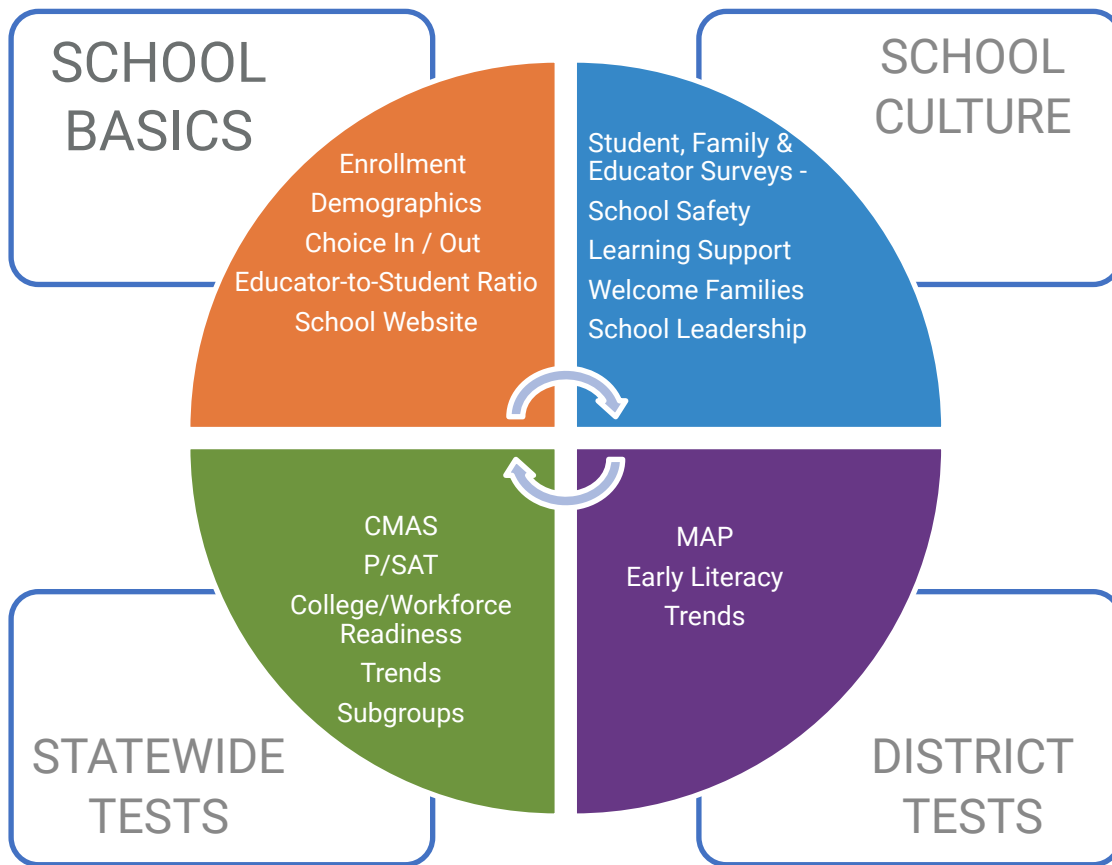 SCHOOL
BASICS
Enrollment
Demographics
Choice In / Out
Educator-to-Student Ratio
School Website
SCHOOL
CULTURE
Student, Family &
Educator Surveys -
School Safety
Learning Support
Welcome Families
School Leadership
STATEWIDE
TESTS
CMAS
P/SAT
College/Workforce
Readiness
Trends
Subgroups
DISTRICT
TESTS
MAP
Early Literacy
Trends